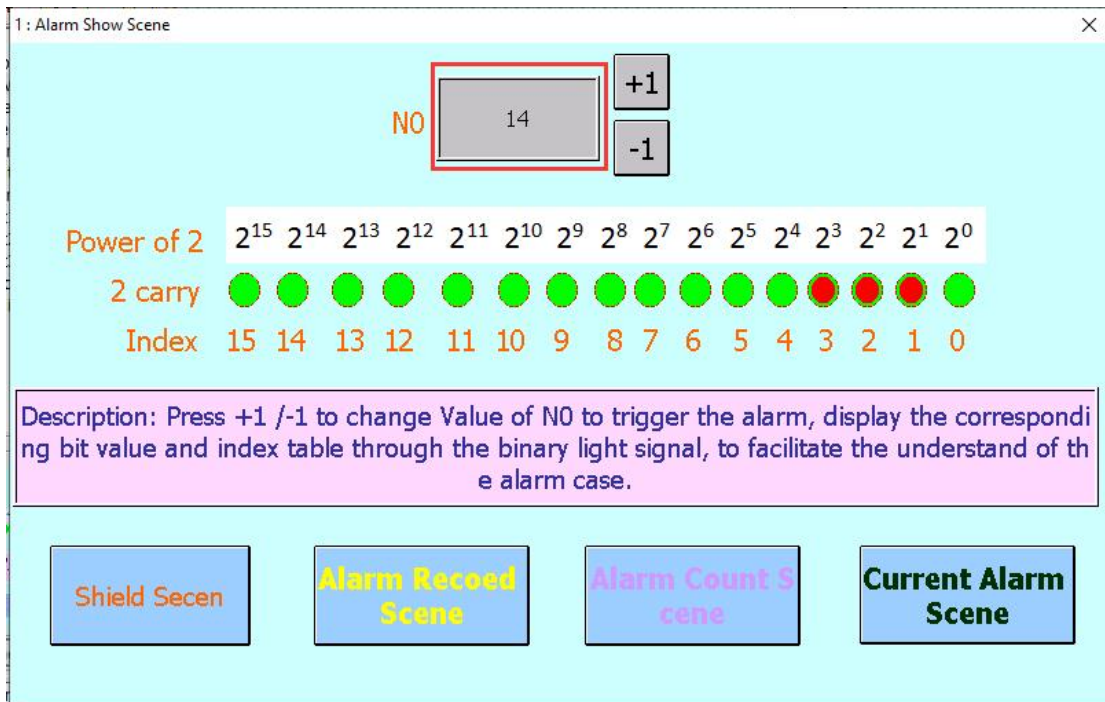 1 : Alarm Show Scene
+1
N0 14
-1
Power of 2 2¹⁵ 2¹⁴ 2¹³ 2¹² 2¹¹ 2¹⁰ 2⁹ 2⁸ 2⁷ 2⁶ 2⁵ 2⁴ 2³ 2² 2¹ 2⁰
2 carry
Index 15 14 13 12 11 10 9 8 7 6 5 4 3 2 1 0
Description: Press +1 /-1 to change Value of N0 to trigger the alarm, display the correspondi
ng bit value and index table through the binary light signal, to facilitate the understand of th
e alarm case.
Shield Secen
Alarm Recoed
Scene
Alarm Count S
cene
Current Alarm
Scene